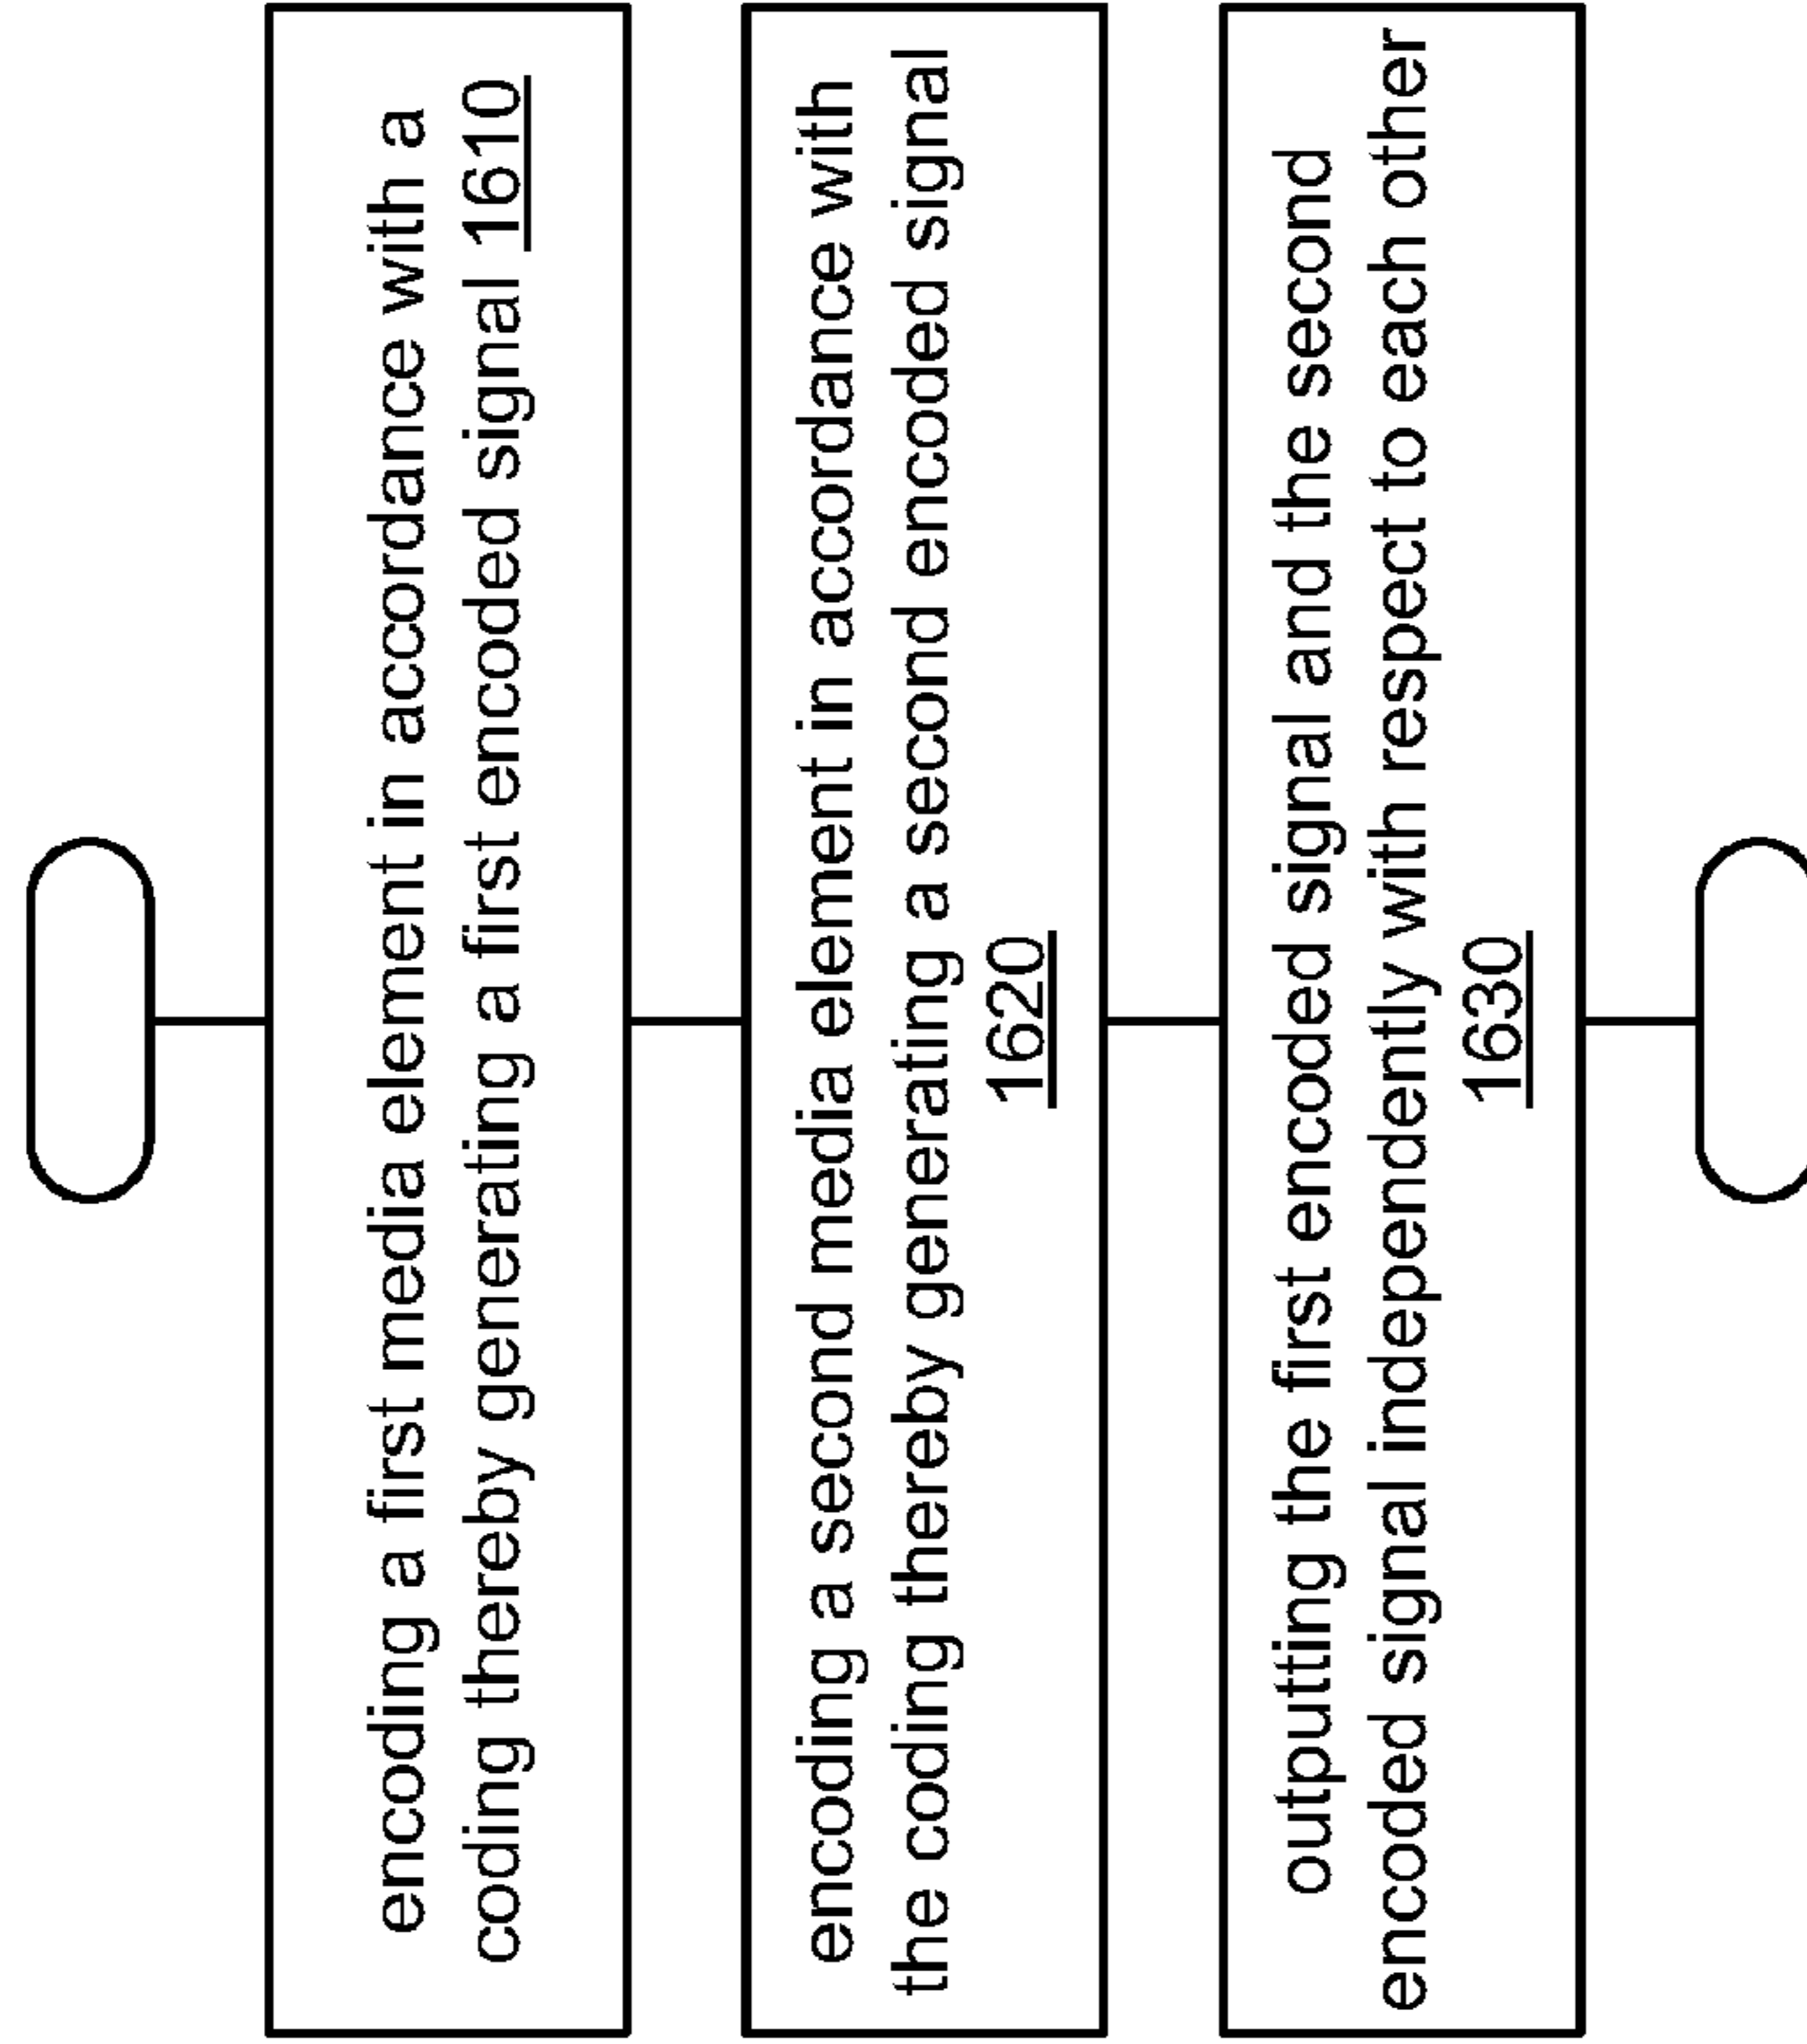 encoding a first media element in accordance with a
coding thereby generating a first encoded signal 1610
encoding a second media element in accordance with
the coding thereby generating a second encoded signal
1620
outputting the first encoded signal and the second
encoded signal independently with respect to each other
1630